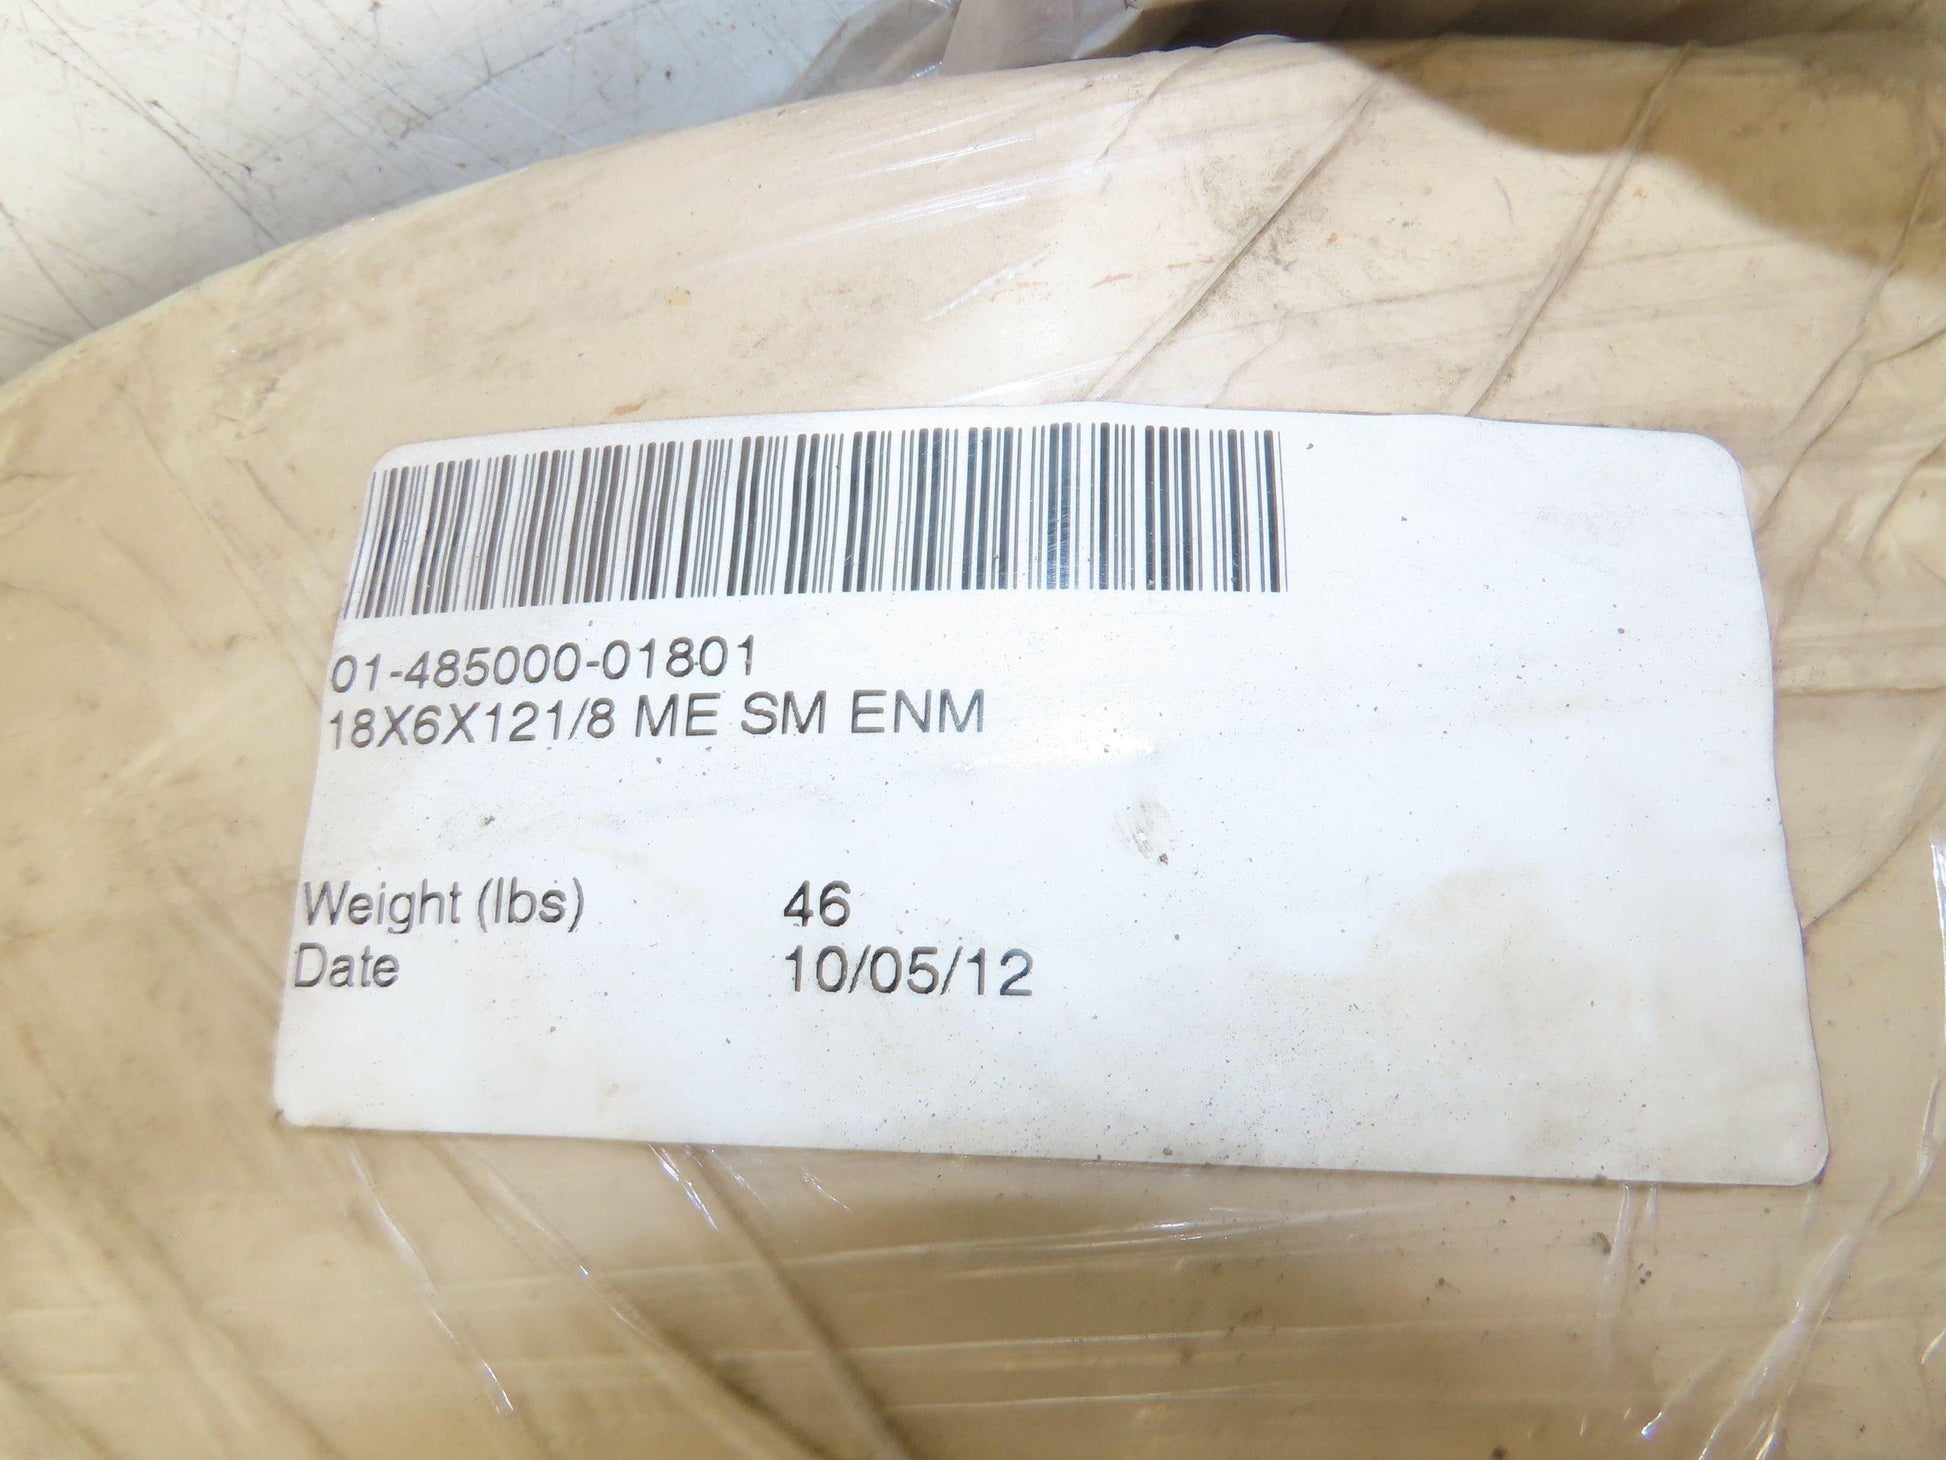 01-485000-01801
18X6X121/8 ME SM ENM
Weight (lbs) 46
Date 10/05/12